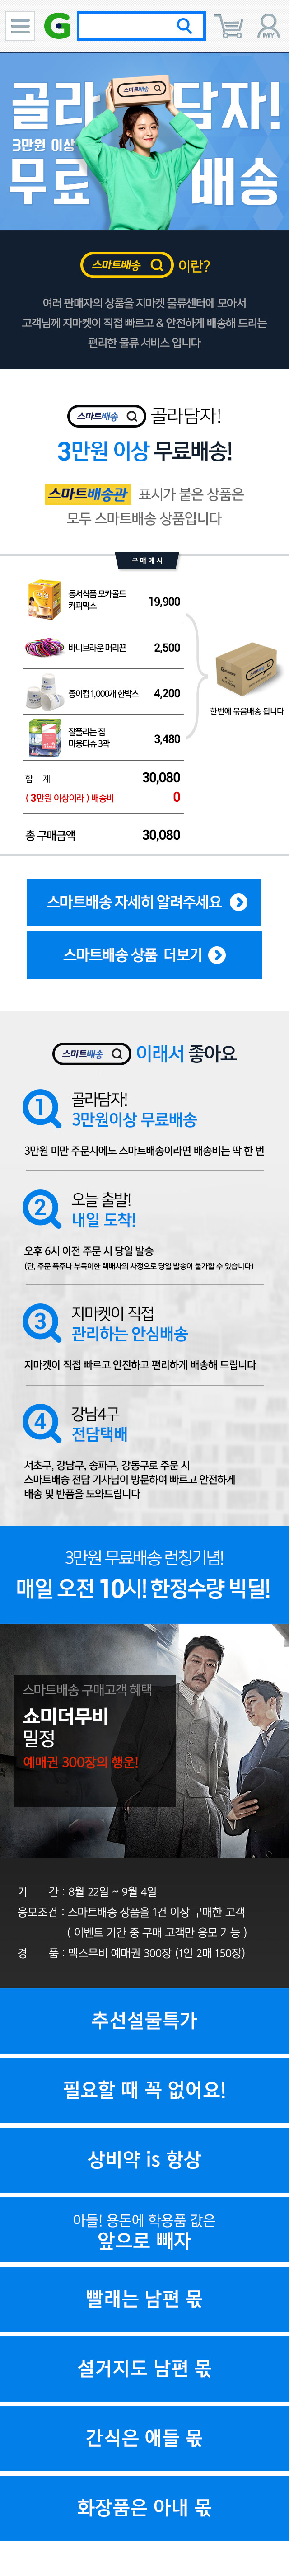 G
MY
골라담자!
스마트배송
3만원 이상
무료배송
스마트배송 이란?
여러 판매자의 상품을 지마켓 물류센터에 모아서
고객님께 지마켓이 직접 빠르고 & 안전하게 배송해 드리는
편리한 물류 서비스 입니다
스마트배송 골라담자!
3만원 이상 무료배송!
스마트배송관 표시가 붙은 상품은
모두 스마트배송 상품입니다
구매예시
동서식품 모카골드
커피믹스 19,900
바니브라운 머리끈 2,500
종이컵 1,000개 한박스 4,200
잘풀리는 집
미용티슈 3곽 3,480
한번에 묶음배송 됩니다
합 계 30,080
( 3만원 이상이라 ) 배송비 0
총 구매금액 30,080
스마트배송 자세히 알려주세요
스마트배송 상품 더보기
스마트배송 이래서 좋아요
1 골라담자!
3만원이상 무료배송
3만원 미만 주문시에도 스마트배송이라면 배송비는 딱 한 번
2 오늘 출발!
내일 도착!
오후 6시 이전 주문 시 당일 발송
(단, 주문 폭주나 부득이한 택배사의 사정으로 당일 발송이 불가할 수 있습니다)
3 지마켓이 직접
관리하는 안심배송
지마켓이 직접 빠르고 안전하고 편리하게 배송해 드립니다
4 강남4구
전담택배
서초구, 강남구, 송파구, 강동구로 주문 시
스마트배송 전담 기사님이 방문하여 빠르고 안전하게
배송 및 반품을 도와드립니다
3만원 무료배송 런칭기념!
매일 오전 10시! 한정수량 빅딜!
스마트배송 구매고객 혜택
쇼미더무비
밀정
예매권 300장의 행운!
기 간 : 8월 22일 ~ 9월 4일
응모조건 : 스마트배송 상품을 1건 이상 구매한 고객
( 이벤트 기간 중 구매 고객만 응모 가능 )
경 품 : 맥스무비 예매권 300장 (1인 2매 150장)
추선설물특가
필요할 때 꼭 없어요!
상비약 is 항상
아들! 용돈에 학용품 값은
앞으로 빼자
빨래는 남편 몫
설거지도 남편 몫
간식은 애들 몫
화장품은 아내 몫